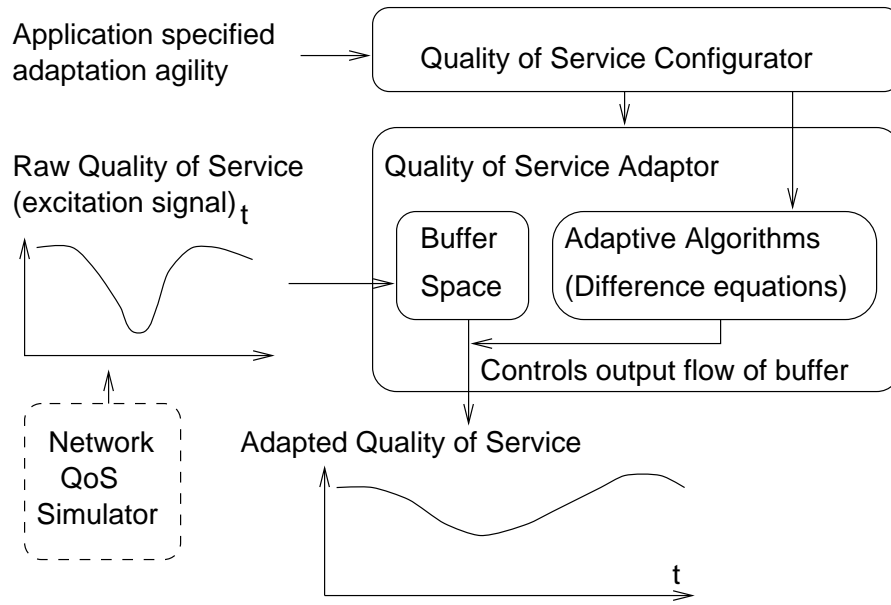 Application specified
adaptation agility
Quality of Service Configurator
Raw Quality of Service
(excitation signal)
t
Quality of Service Adaptor
Buffer
Space
Adaptive Algorithms
(Difference equations)
Controls output flow of buffer
Network
QoS
Simulator
Adapted Quality of Service
t